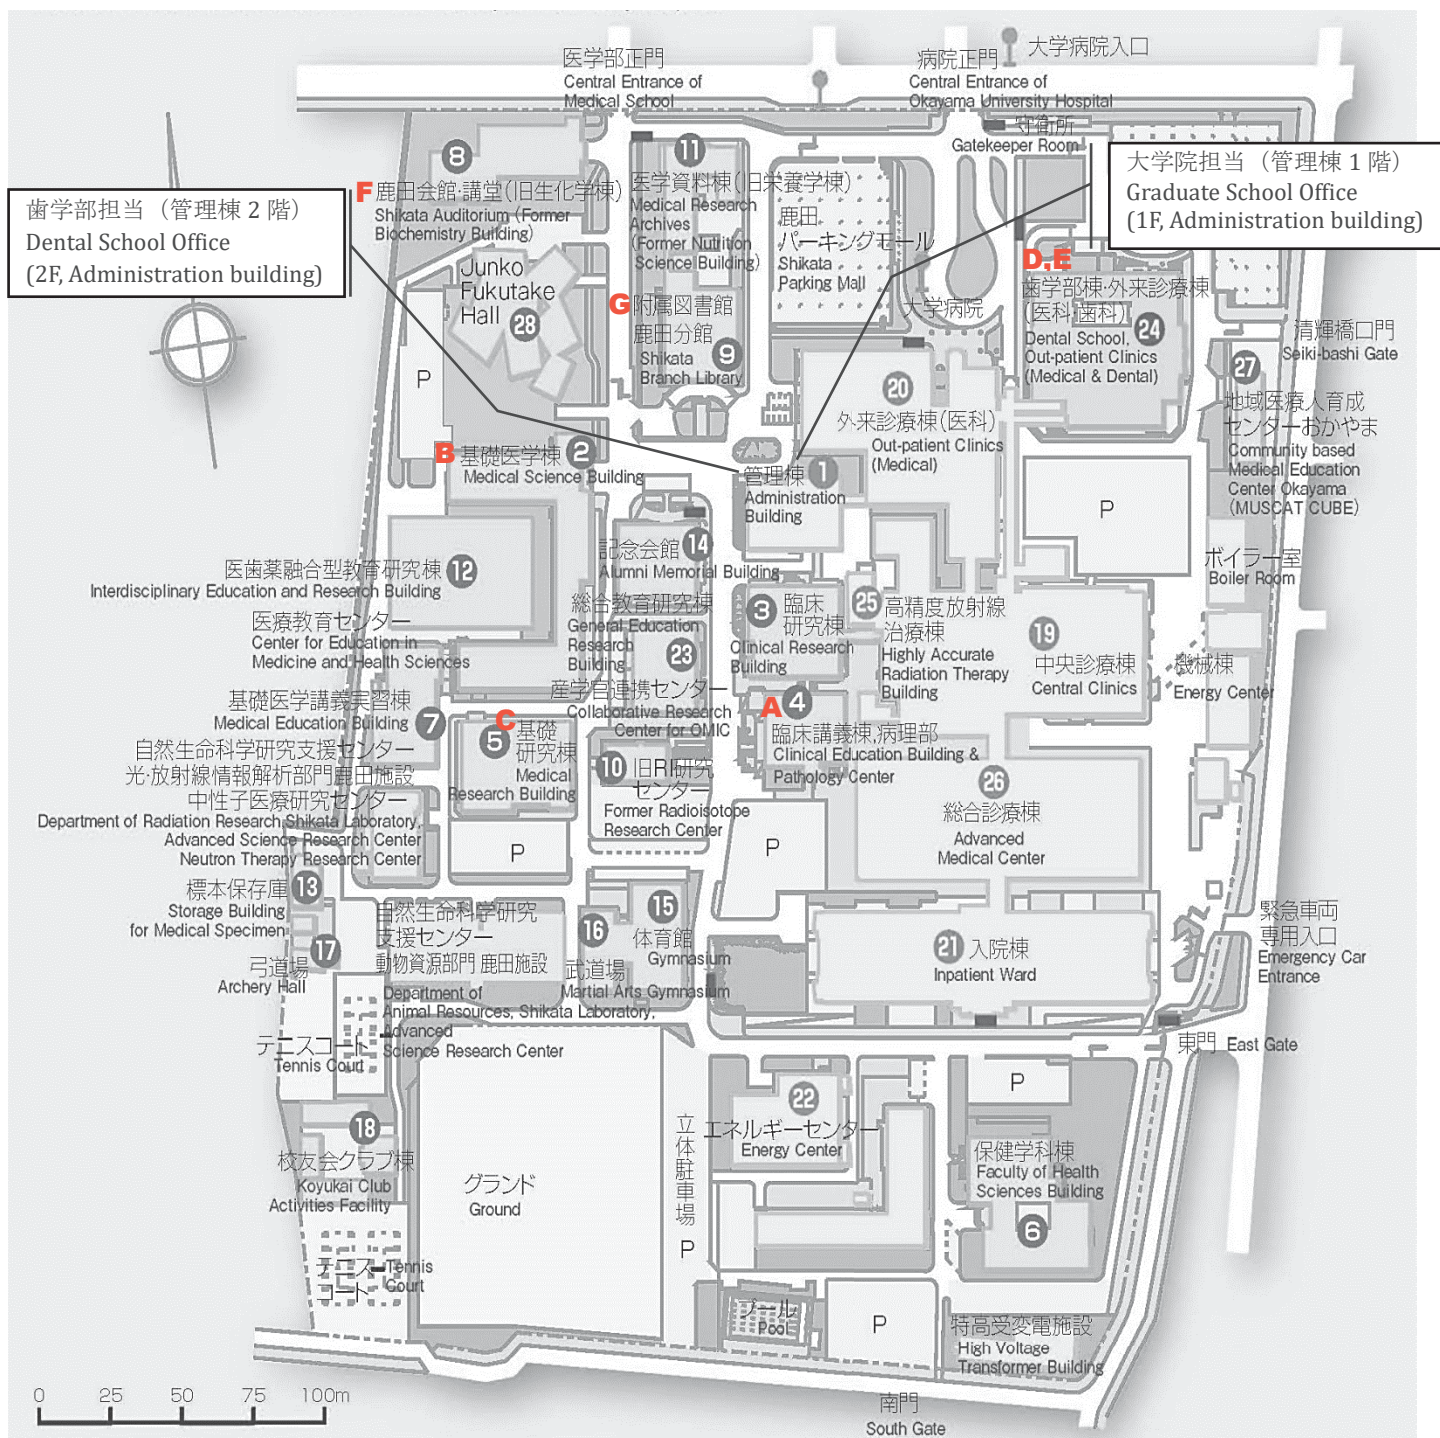 医学部正門
Central Entrance of
Medical School
病院正門
Central Entrance of
Okayama University Hospital
大学病院入口
守衛所
Gatekeeper Room
大学院担当（管理棟 1 階）
Graduate School Office
(1F, Administration building)
歯学部担当（管理棟 2 階）
Dental School Office
(2F, Administration building)
8
F 鹿田会館・講堂(旧生化学棟)
Shikata Auditorium (Former
Biochemistry Building)
11
医学資料棟(旧栄養学棟)
Medical Research
Archives
(Former Nutrition
Science Building)
鹿田
パーキングモール
Shikata
Parking Mall
大学病院
D,E
歯学部棟・外来診療棟
(医科・歯科)
24
Dental School,
Out-patient Clinics
(Medical & Dental)
清輝橋口門
Seiki-bashi Gate
Junko
Fukutake
Hall
28
G 附属図書館
鹿田分館
9
Shikata
Branch Library
P
20
外来診療棟(医科)
Out-patient Clinics
(Medical)
27
地域医療人育成
センターおかやま
Community based
Medical Education
Center Okayama
(MUSCAT CUBE)
B 基礎医学棟 2
Medical Science Building
管理棟 1
Administration
Building
P
記念会館 14
Alumni Memorial Building
ボイラー室
Boiler Room
医歯薬融合型教育研究棟 12
Interdisciplinary Education and Research Building
総合教育研究棟
General Education
Research
Building
23
3 臨床
研究棟
Clinical Research
Building
25 高精度放射線
治療棟
Highly Accurate
Radiation Therapy
Building
19
中央診療棟
Central Clinics
機械棟
Energy Center
医療教育センター
Center for Education in
Medicine and Health Sciences
基礎医学講義実習棟
Medical Education Building
7
産学官連携センター
Collaborative Research
Center for OMIC
A 4
臨床講義棟,病理部
Clinical Education Building &
Pathology Center
C
5 基礎
研究棟
Medical
Research Building
10 旧RI研究
センター
Former Radioisotope
Research Center
自然生命科学研究支援センター
光・放射線情報解析部門鹿田施設
中性子医療研究センター
Department of Radiation Research,Shikata Laboratory,
Advanced Science Research Center
Neutron Therapy Research Center
26
総合診療棟
Advanced
Medical Center
P
P
13
標本保存庫
Storage Building
for Medical Specimen
17
弓道場
Archery Hall
自然生命科学研究
支援センター
動物資源部門 鹿田施設
Department of
Animal Resources, Shikata Laboratory,
Advanced
Science Research Center
15
体育館
Gymnasium
16
武道場
Martial Arts Gymnasium
21 入院棟
Inpatient Ward
緊急車両
専用入口
Emergency Car
Entrance
東門 East Gate
テニスコート
Tennis Court
P
22
エネルギーセンター
Energy Center
18
校友会クラブ棟
Koyukai Club
Activities Facility
グランド
Ground
立体駐車場
P
保健学科棟
Faculty of Health
Sciences Building
6
テニス
コート
Tennis
Court
プール
Pool
P
特高受変電施設
High Voltage
Transformer Building
0 25 50 75 100m
南門
South Gate